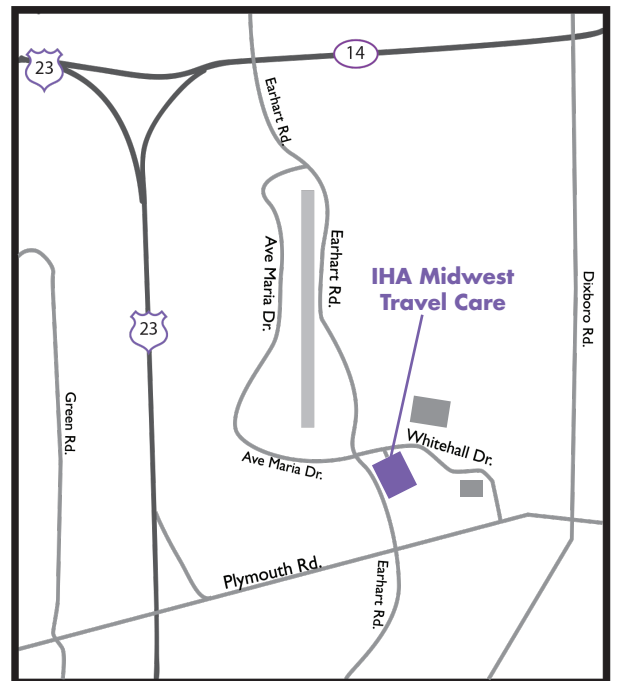 23
14
Earhart Rd.
Ave Maria Dr.
Earhart Rd.
IHA Midwest
Travel Care
Dixboro Rd.
23
Green Rd.
Whitehall Dr.
Ave Maria Dr.
Plymouth Rd.
Earhart Rd.